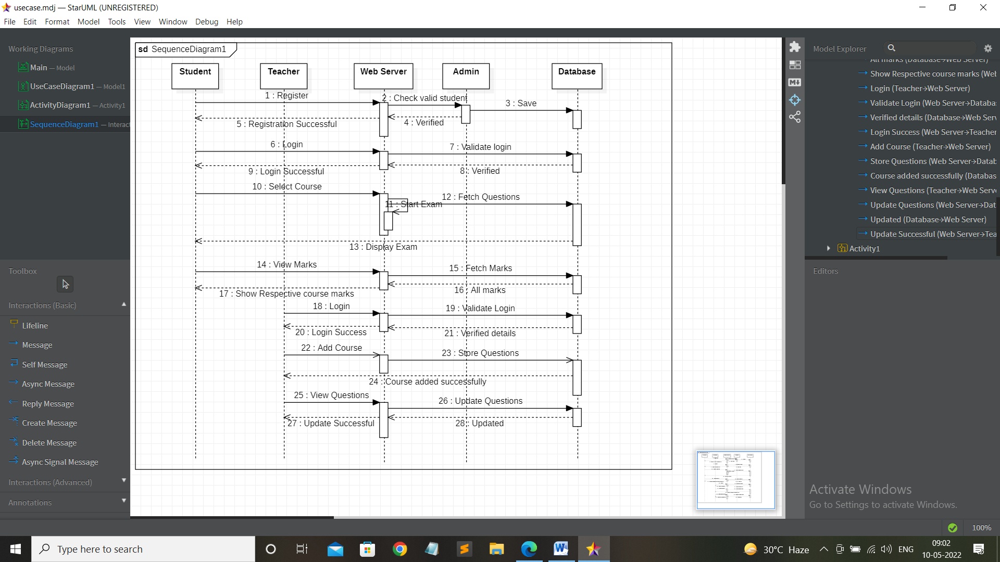 usecase.mdj — StarUML (UNREGISTERED)
File Edit Format Model Tools View Window Debug Help
Working Diagrams
Main — Model
UseCaseDiagram1 — Model1
ActivityDiagram1 — Activity1
SequenceDiagram1 — Interact
Toolbox
Interactions (Basic)
Lifeline
Message
Self Message
Async Message
Reply Message
Create Message
Delete Message
Async Signal Message
Interactions (Advanced)
Annotations
sd SequenceDiagram1
Student Teacher Web Server Admin Database
1 : Register
2 : Check valid student
3 : Save
4 : Verified
5 : Registration Successful
6 : Login
7 : Validate login
8 : Verified
9 : Login Successful
10 : Select Course
11 : Start Exam
12 : Fetch Questions
13 : Display Exam
14 : View Marks
15 : Fetch Marks
16 : All marks
17 : Show Respective course marks
18 : Login
19 : Validate Login
20 : Login Success
21 : Verified details
22 : Add Course
23 : Store Questions
24 : Course added successfully
25 : View Questions
26 : Update Questions
27 : Update Successful
28 : Updated
Model Explorer
All marks (Database→Web Server)
Show Respective course marks (Wel
Login (Teacher→Web Server)
Validate Login (Web Server→Databa
Verified details (Database→Web Serv
Login Success (Web Server→Teacher
Add Course (Teacher→Web Server)
Store Questions (Web Server→Datab
Course added successfully (Databas
View Questions (Teacher→Web Serve
Update Questions (Web Server→Dat
Updated (Database→Web Server)
Update Successful (Web Server→Tea
Activity1
Editors
Activate Windows
Go to Settings to activate Windows.
100%
Type here to search
30°C Haze
ENG
09:02
10-05-2022